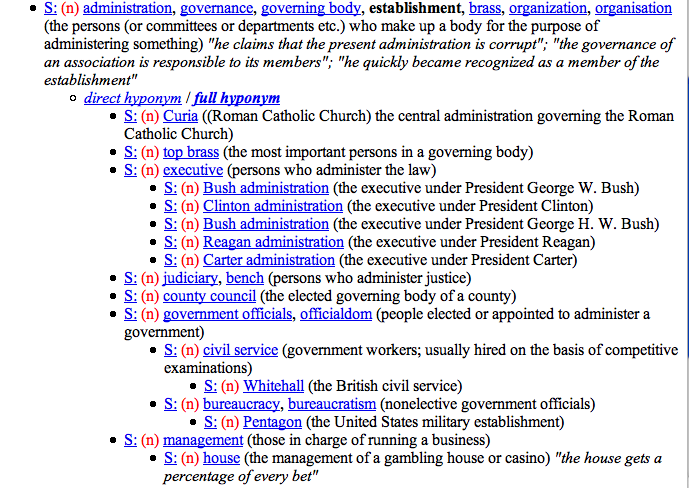 S: (n) administration, governance, governing body, establishment, brass, organization, organisation
(the persons (or committees or departments etc.) who make up a body for the purpose of
administering something) "he claims that the present administration is corrupt"; "the governance of
an association is responsible to its members"; "he quickly became recognized as a member of the
establishment"
direct hyponym / full hyponym
S: (n) Curia ((Roman Catholic Church) the central administration governing the Roman
Catholic Church)
S: (n) top brass (the most important persons in a governing body)
S: (n) executive (persons who administer the law)
S: (n) Bush administration (the executive under President George W. Bush)
S: (n) Clinton administration (the executive under President Clinton)
S: (n) Bush administration (the executive under President George H. W. Bush)
S: (n) Reagan administration (the executive under President Reagan)
S: (n) Carter administration (the executive under President Carter)
S: (n) judiciary, bench (persons who administer justice)
S: (n) county council (the elected governing body of a county)
S: (n) government officials, officialdom (people elected or appointed to administer a
government)
S: (n) civil service (government workers; usually hired on the basis of competitive
examinations)
S: (n) Whitehall (the British civil service)
S: (n) bureaucracy, bureaucratism (nonelective government officials)
S: (n) Pentagon (the United States military establishment)
S: (n) management (those in charge of running a business)
S: (n) house (the management of a gambling house or casino) "the house gets a
percentage of every bet"